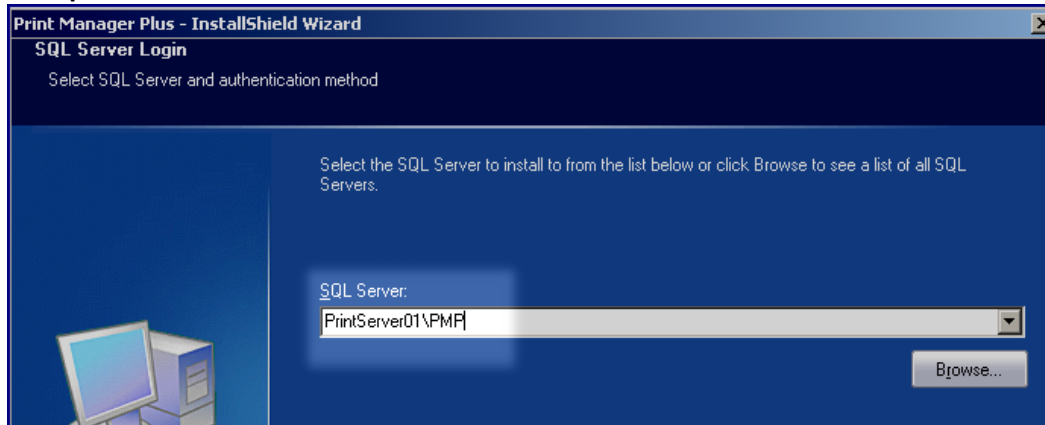 Print Manager Plus - InstallShield Wizard
SQL Server Login
Select SQL Server and authentication method
Select the SQL Server to install to from the list below or click Browse to see a list of all SQL
Servers.
SQL Server:
PrintServer01\PMP
Browse...